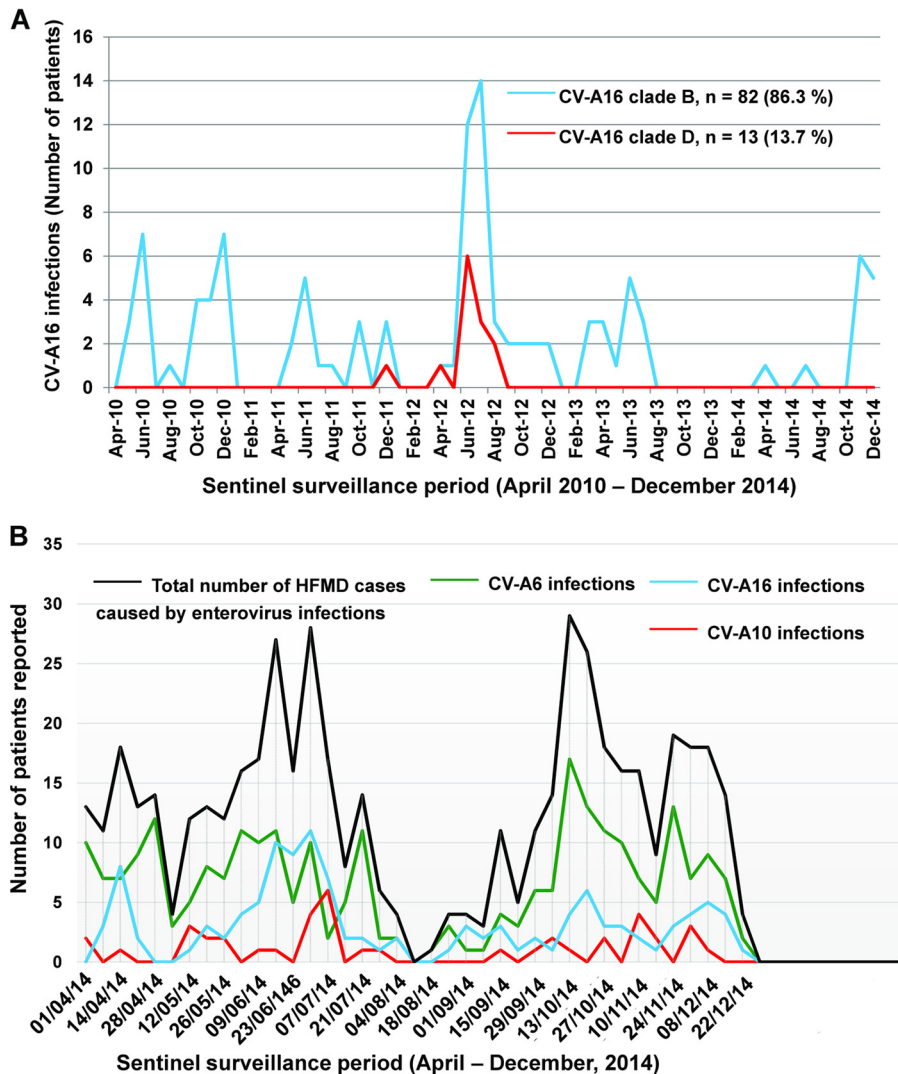 A
16
14
12
10
8
6
4
2
0
CV-A16 infections (Number of patients)
CV-A16 clade B, n = 82 (86.3 %)
CV-A16 clade D, n = 13 (13.7 %)
Apr-10
Jun-10
Aug-10
Oct-10
Dec-10
Feb-11
Apr-11
Jun-11
Aug-11
Oct-11
Dec-11
Feb-12
Apr-12
Jun-12
Aug-12
Oct-12
Dec-12
Feb-13
Apr-13
Jun-13
Aug-13
Oct-13
Dec-13
Feb-14
Apr-14
Jun-14
Aug-14
Oct-14
Dec-14
Sentinel surveillance period (April 2010 – December 2014)
B
35
30
25
20
15
10
5
0
Number of patients reported
Total number of HFMD cases
caused by enterovirus infections
CV-A6 infections
CV-A16 infections
CV-A10 infections
01/04/14
14/04/14
28/04/14
12/05/14
26/05/14
09/06/14
23/06/146
07/07/14
21/07/14
04/08/14
18/08/14
01/09/14
15/09/14
29/09/14
13/10/14
27/10/14
10/11/14
24/11/14
08/12/14
22/12/14
Sentinel surveillance period (April – December, 2014)